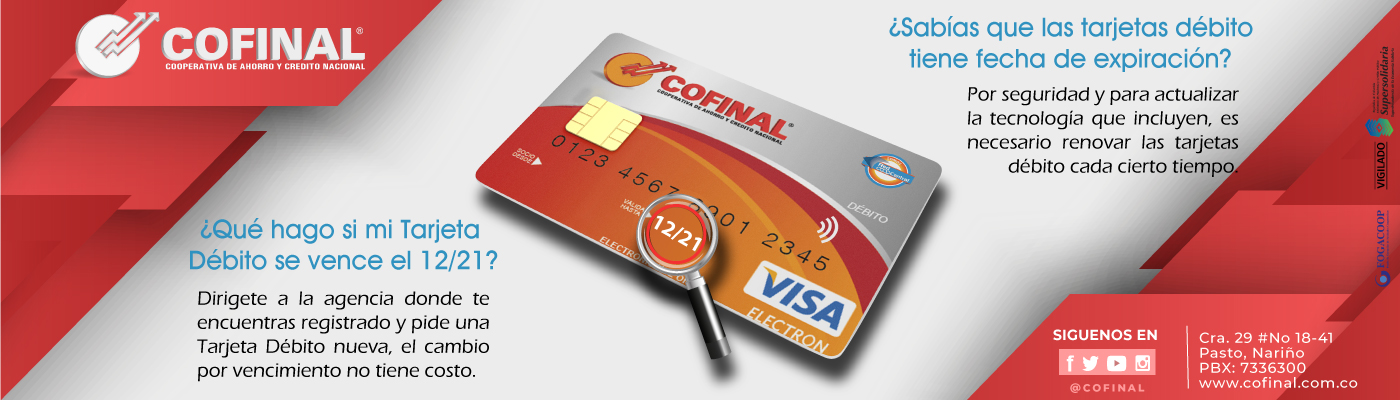 COFINAL®
COOPERATIVA DE AHORRO Y CREDITO NACIONAL
¿Qué hago si mi Tarjeta
Débito se vence el 12/21?
Dirigete a la agencia donde te
encuentras registrado y pide una
Tarjeta Débito nueva, el cambio
por vencimiento no tiene costo.
COFINAL®
COOPERATIVA DE AHORRO Y CREDITO NACIONAL
SOCIO
DESDE
0123 4567 8901 2345
VÁLIDA
HASTA
12/21
DÉBITO
VISA
ELECTRON
¿Sabías que las tarjetas débito
tiene fecha de expiración?
Por seguridad y para actualizar
la tecnología que incluyen, es
necesario renovar las tarjetas
débito cada cierto tiempo.
VIGILADO Supersolidaria
FOGACOOP
SIGUENOS EN
@COFINAL
Cra. 29 #No 18-41
Pasto, Nariño
PBX: 7336300
www.cofinal.com.co